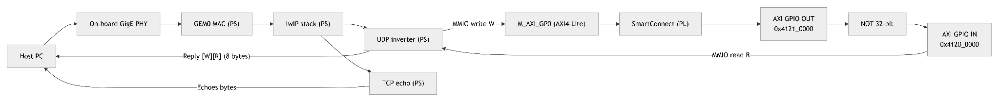 Host PC
On-board GigE PHY
GEM0 MAC (PS)
lwIP stack (PS)
UDP inverter (PS)
MMIO write W
M_AXI_GP0 (AXI4-Lite)
SmartConnect (PL)
AXI GPIO OUT
0x4121_0000
NOT 32-bit
AXI GPIO IN
0x4120_0000
Reply [W][R] (8 bytes)
MMIO read R
TCP echo (PS)
Echoes bytes